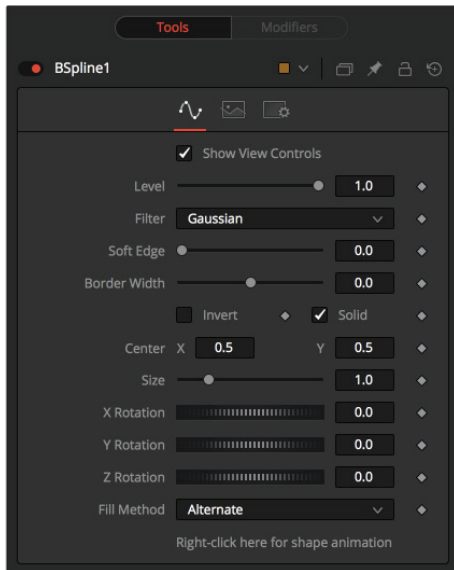 Tools Modifiers
BSpline1
Show View Controls
Level 1.0
Filter Gaussian
Soft Edge 0.0
Border Width 0.0
Invert Solid
Center X 0.5 Y 0.5
Size 1.0
X Rotation 0.0
Y Rotation 0.0
Z Rotation 0.0
Fill Method Alternate
Right-click here for shape animation